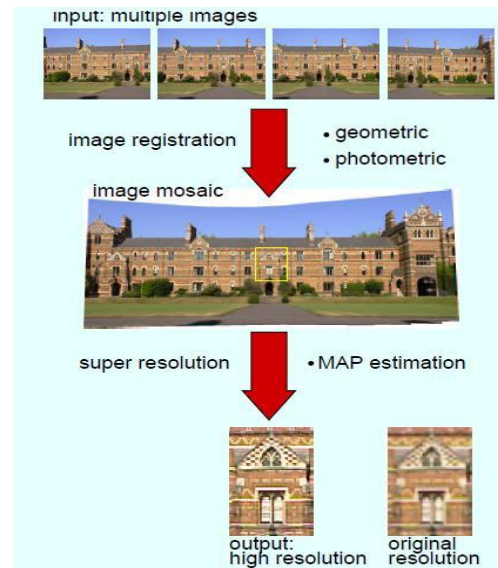 input: multiple images
image registration
• geometric
• photometric
image mosaic
super resolution
• MAP estimation
output:
high resolution
original
resolution